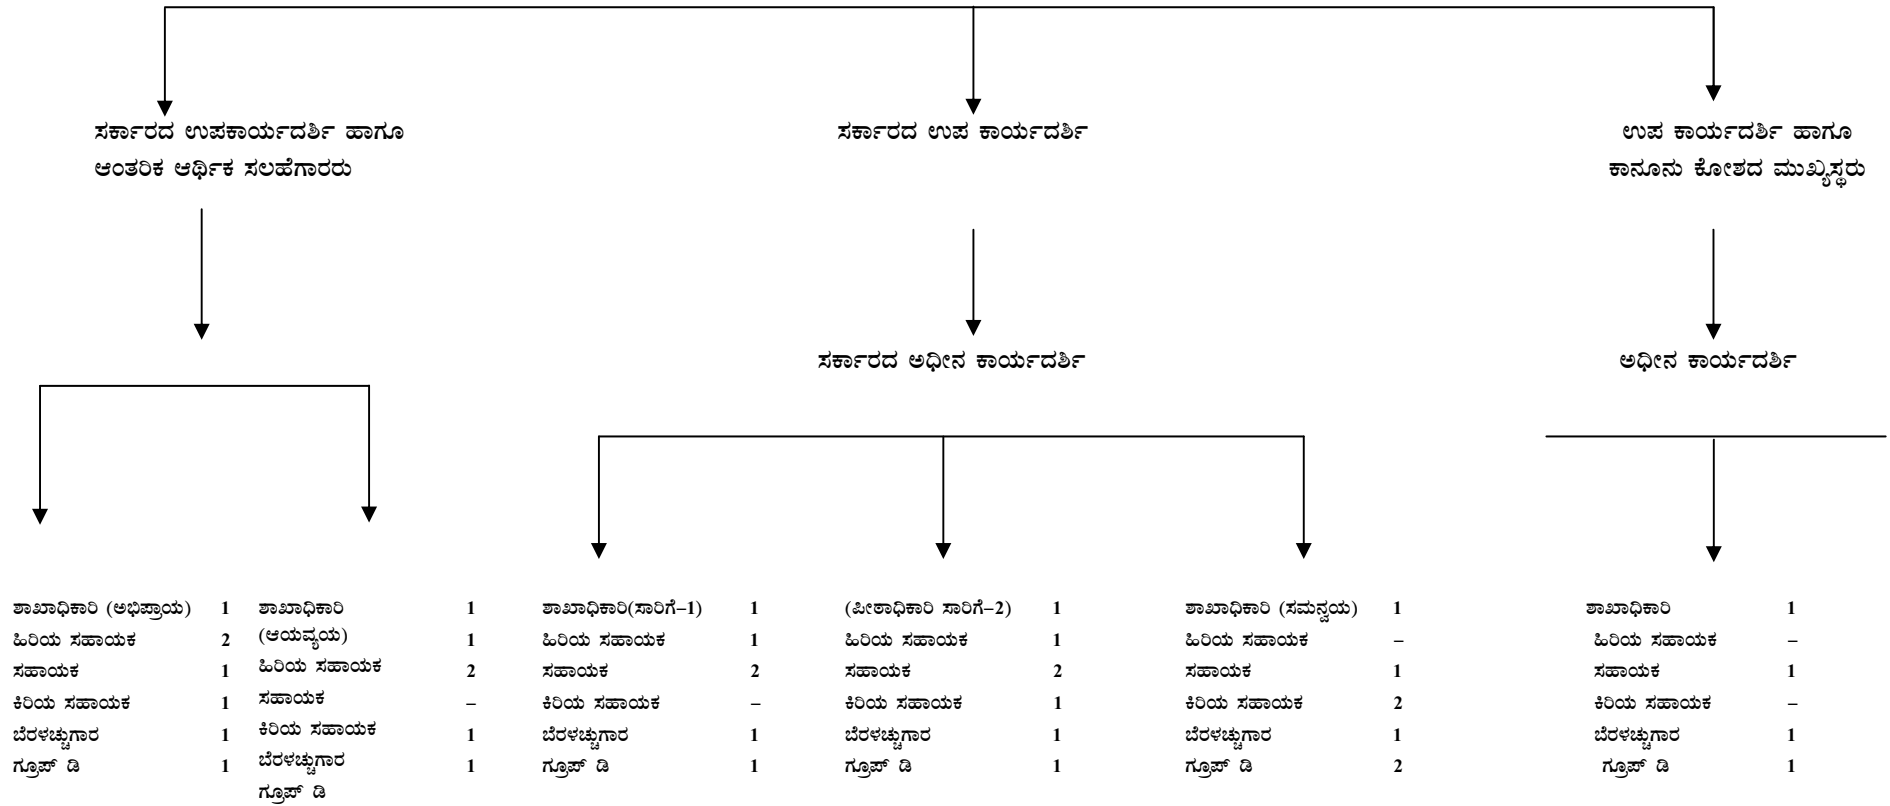 ಸರ್ಕಾರದ ಉಪಕಾರ್ಯದರ್ಶಿ ಹಾಗೂ
ಆಂತರಿಕ ಆರ್ಥಿಕ ಸಲಹೆಗಾರರು
ಸರ್ಕಾರದ ಉಪ ಕಾರ್ಯದರ್ಶಿ
ಉಪ ಕಾರ್ಯದರ್ಶಿ ಹಾಗೂ
ಕಾನೂನು ಕೋಶದ ಮುಖ್ಯಸ್ಥರು
ಸರ್ಕಾರದ ಅಧೀನ ಕಾರ್ಯದರ್ಶಿ
ಅಧೀನ ಕಾರ್ಯದರ್ಶಿ
ಶಾಖಾಧಿಕಾರಿ (ಅಭಿಪ್ರಾಯ) 1
ಹಿರಿಯ ಸಹಾಯಕ 2
ಸಹಾಯಕ 1
ಕಿರಿಯ ಸಹಾಯಕ 1
ಬೆರಳಚ್ಚುಗಾರ 1
ಗ್ರೂಪ್ ಡಿ 1
ಶಾಖಾಧಿಕಾರಿ 1
(ಆಯವ್ಯಯ) 1
ಹಿರಿಯ ಸಹಾಯಕ 2
ಸಹಾಯಕ –
ಕಿರಿಯ ಸಹಾಯಕ 1
ಬೆರಳಚ್ಚುಗಾರ 1
ಗ್ರೂಪ್ ಡಿ
ಶಾಖಾಧಿಕಾರಿ(ಸಾರಿಗೆ–1) 1
ಹಿರಿಯ ಸಹಾಯಕ 1
ಸಹಾಯಕ 2
ಕಿರಿಯ ಸಹಾಯಕ –
ಬೆರಳಚ್ಚುಗಾರ 1
ಗ್ರೂಪ್ ಡಿ 1
(ಪೀಠಾಧಿಕಾರಿ ಸಾರಿಗೆ–2) 1
ಹಿರಿಯ ಸಹಾಯಕ 1
ಸಹಾಯಕ 2
ಕಿರಿಯ ಸಹಾಯಕ 1
ಬೆರಳಚ್ಚುಗಾರ 1
ಗ್ರೂಪ್ ಡಿ 1
ಶಾಖಾಧಿಕಾರಿ (ಸಮನ್ವಯ) 1
ಹಿರಿಯ ಸಹಾಯಕ –
ಸಹಾಯಕ 1
ಕಿರಿಯ ಸಹಾಯಕ 2
ಬೆರಳಚ್ಚುಗಾರ 1
ಗ್ರೂಪ್ ಡಿ 2
ಶಾಖಾಧಿಕಾರಿ 1
ಹಿರಿಯ ಸಹಾಯಕ –
ಸಹಾಯಕ 1
ಕಿರಿಯ ಸಹಾಯಕ –
ಬೆರಳಚ್ಚುಗಾರ 1
ಗ್ರೂಪ್ ಡಿ 1